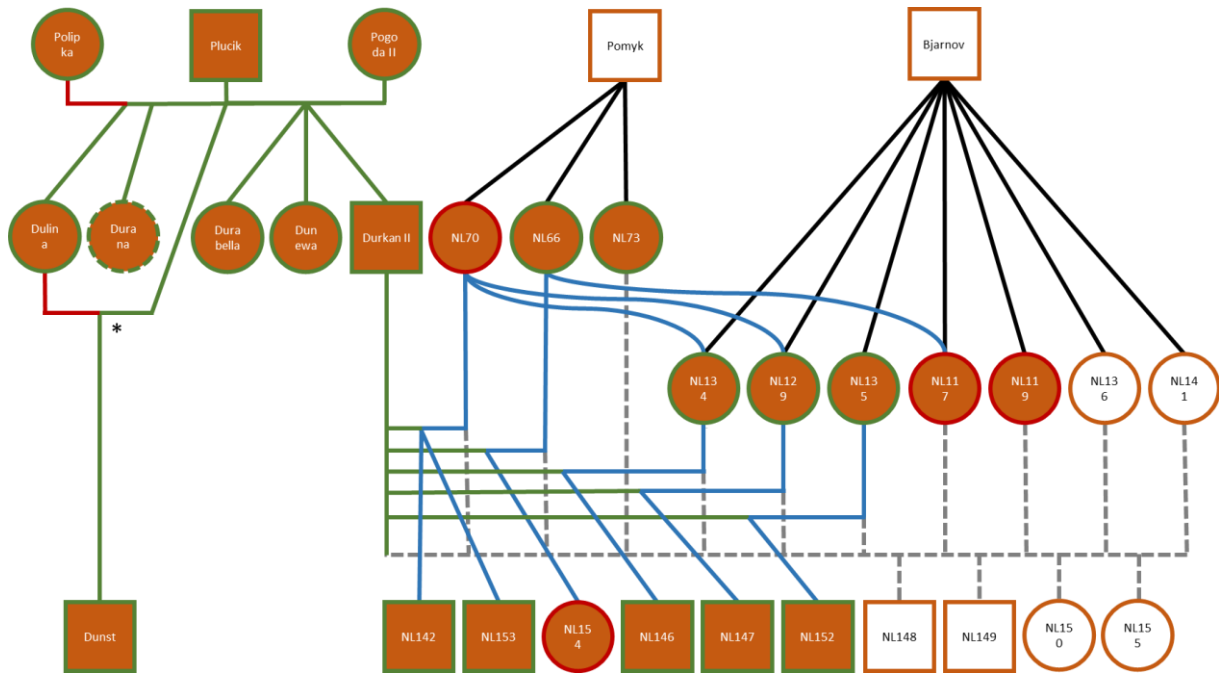 Polip
ka
Plucik
Pogo
da II
Pomyk
Bjarnov
Dulin
a
Dura
na
Dura
bella
Dun
ewa
Durkan II
NL70
NL66
NL73
*
NL13
4
NL12
9
NL13
5
NL11
7
NL11
9
NL13
6
NL14
1
Dunst
NL142
NL153
NL15
4
NL146
NL147
NL152
NL148
NL149
NL15
0
NL15
5